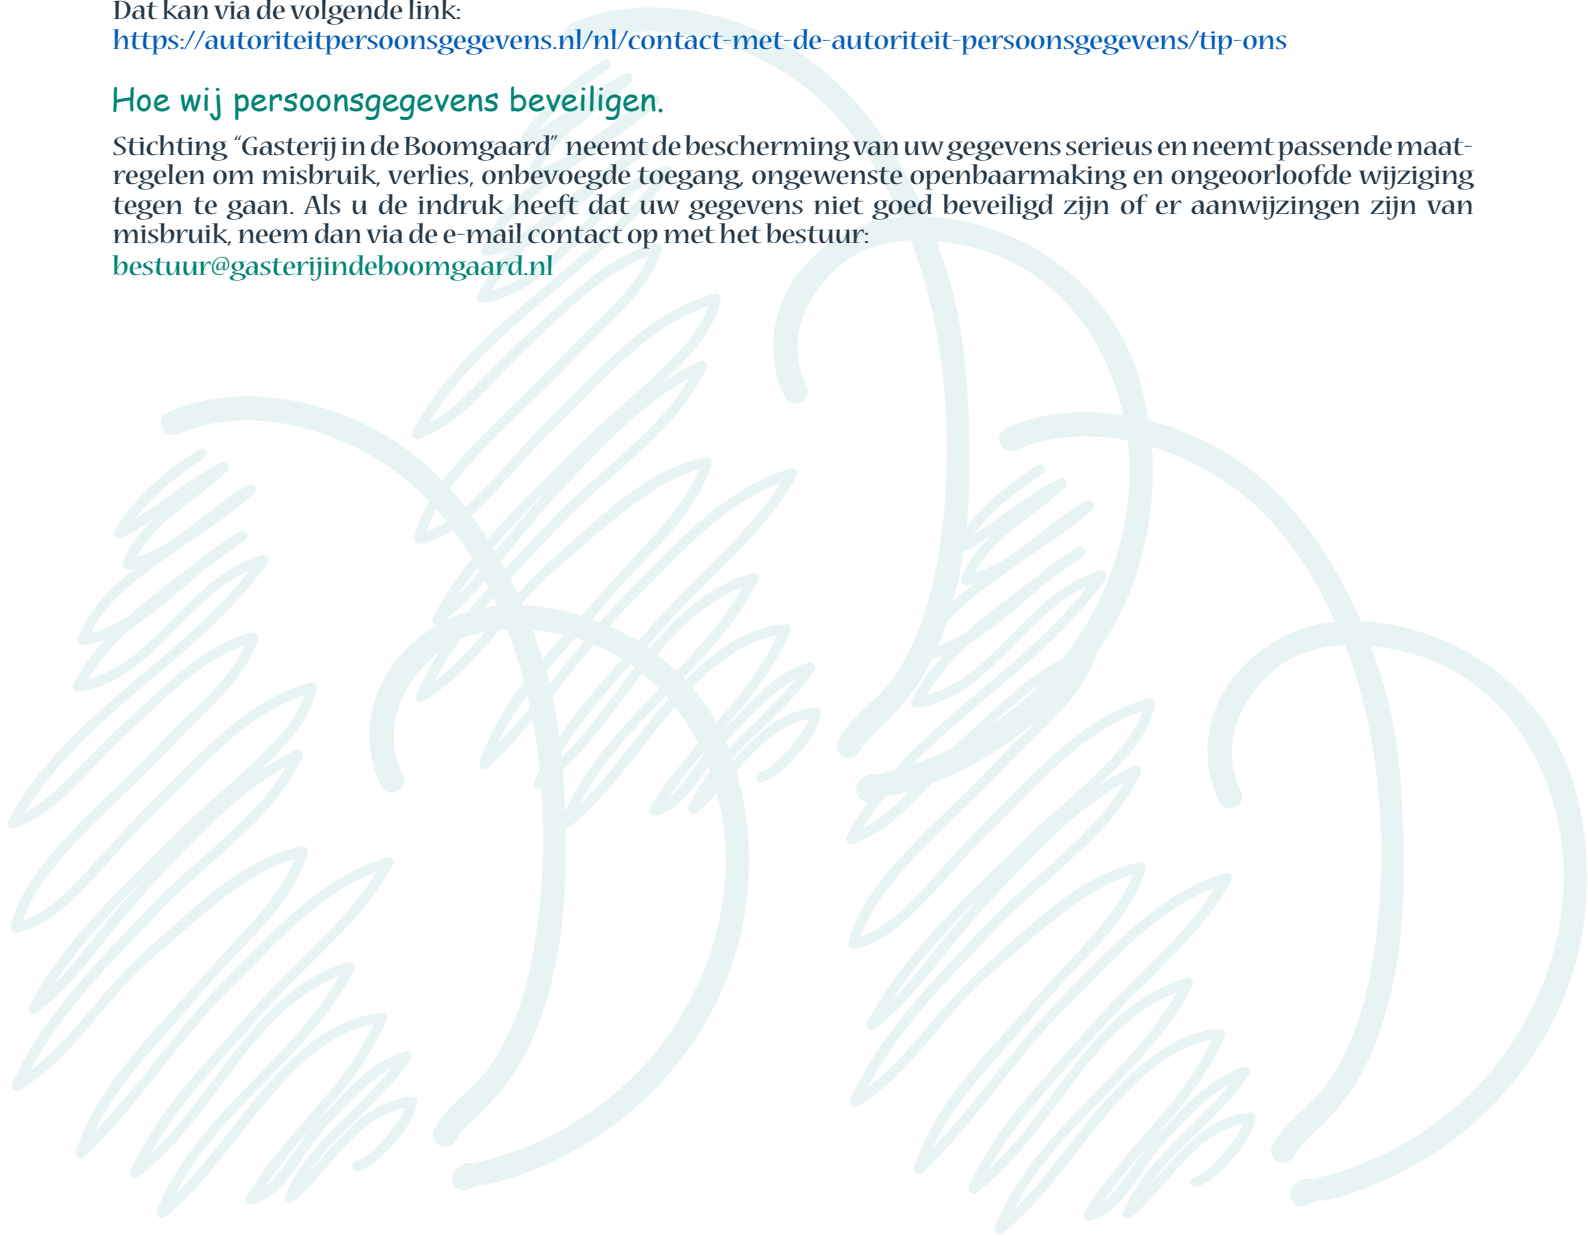 Dat kan via de volgende link:
https://autoriteitpersoonsgegevens.nl/nl/contact-met-de-autoriteit-persoonsgegevens/tip-ons
Hoe wij persoonsgegevens beveiligen.
Stichting “Gasterij in de Boomgaard” neemt de bescherming van uw gegevens serieus en neemt passende maat-
regelen om misbruik, verlies, onbevoegde toegang, ongewenste openbaarmaking en ongeoorloofde wijziging
tegen te gaan. Als u de indruk heeft dat uw gegevens niet goed beveiligd zijn of er aanwijzingen zijn van
misbruik, neem dan via de e-mail contact op met het bestuur:
bestuur@gasterijindeboomgaard.nl